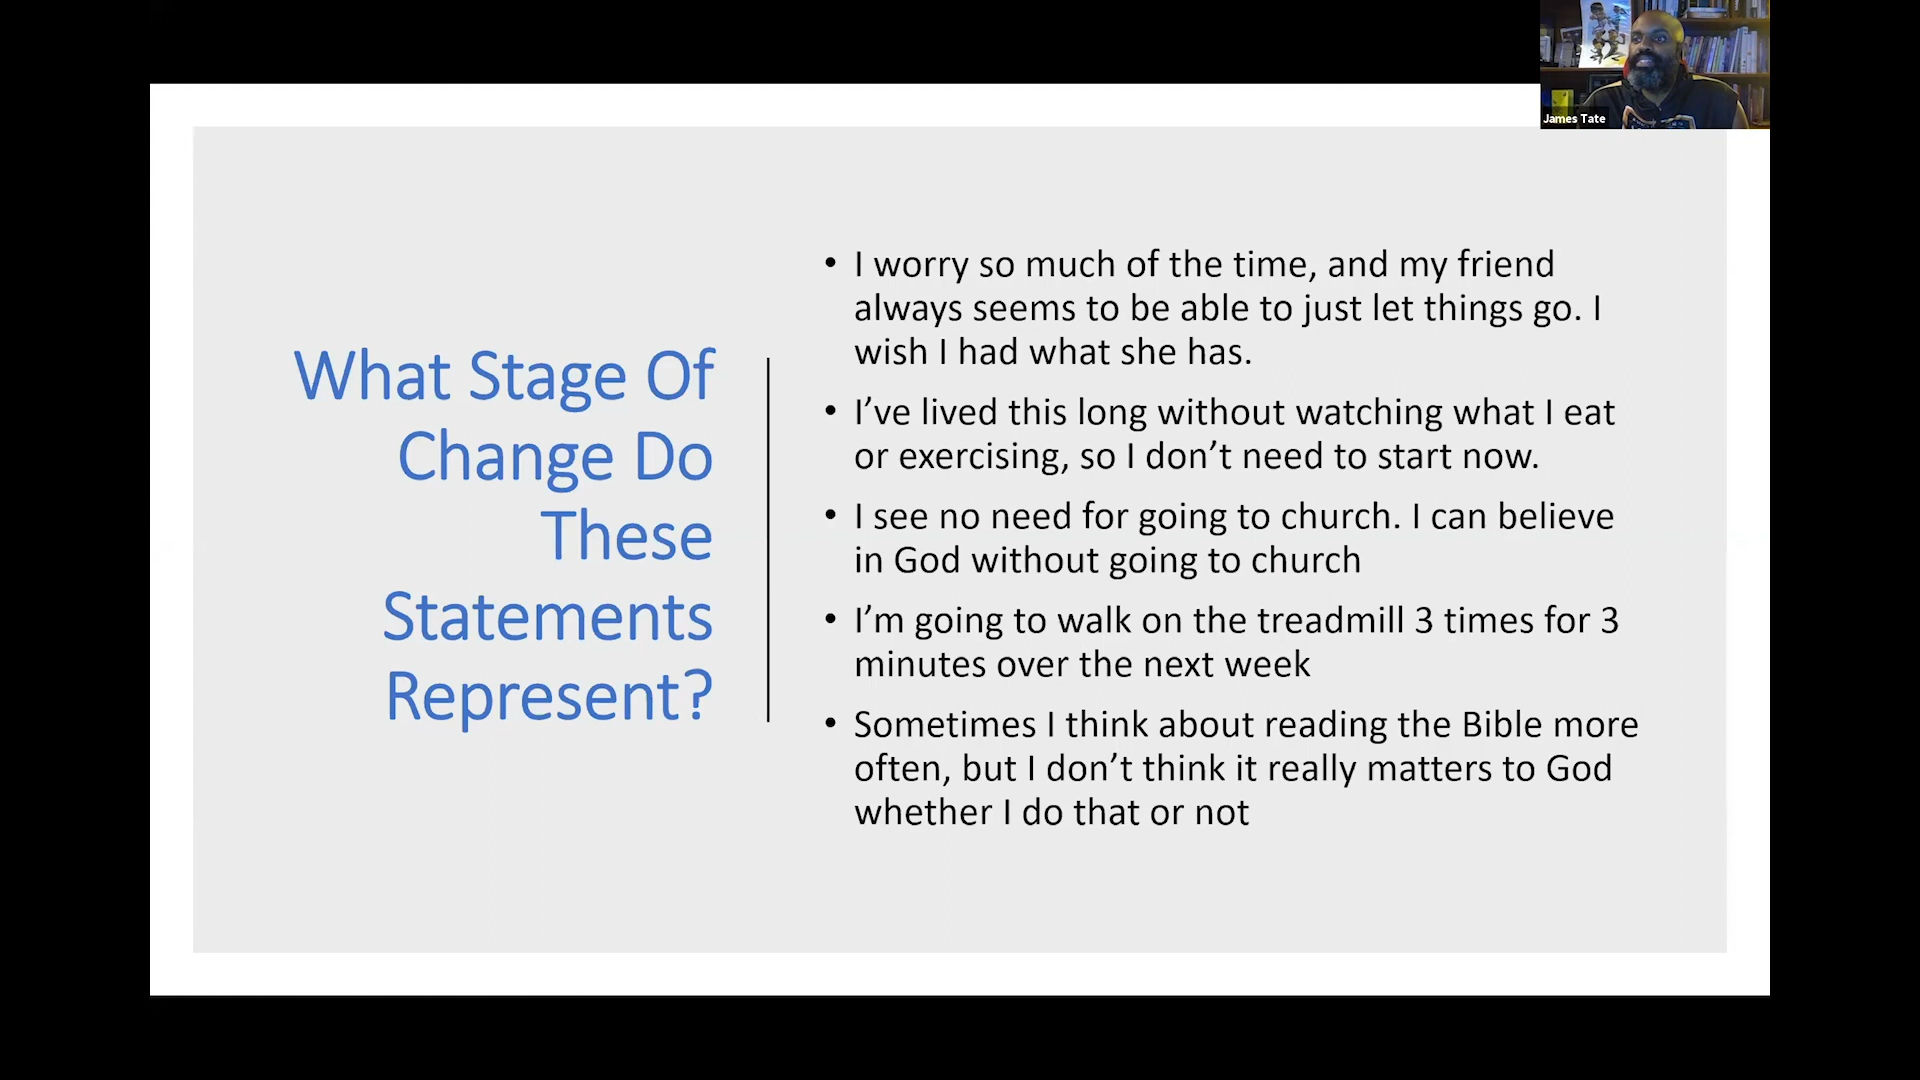 James Tate
What Stage Of
Change Do
These
Statements
Represent?
• I worry so much of the time, and my friend
always seems to be able to just let things go. I
wish I had what she has.
• I’ve lived this long without watching what I eat
or exercising, so I don’t need to start now.
• I see no need for going to church. I can believe
in God without going to church
• I’m going to walk on the treadmill 3 times for 3
minutes over the next week
• Sometimes I think about reading the Bible more
often, but I don’t think it really matters to God
whether I do that or not